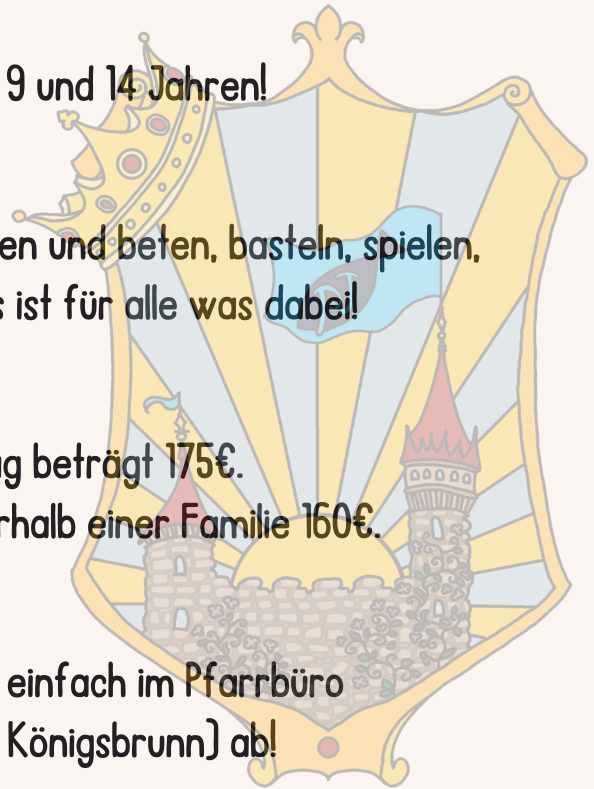 9 und 14 Jahren!
en und beten, basteln, spielen,
s ist für alle was dabei!
g beträgt 175€.
rhalb einer Familie 160€.
einfach im Pfarrbüro
Königsbrunn) ab!